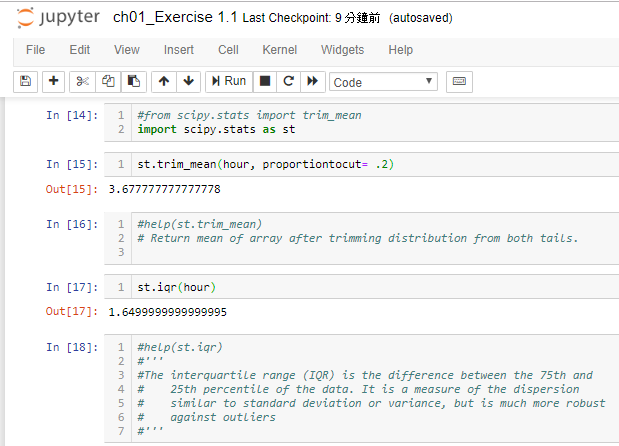 jupyter ch01_Exercise 1.1 Last Checkpoint: 9 分鐘前 (autosaved)
File Edit View Insert Cell Kernel Widgets Help
Run Code
In [14]: 1 #from scipy.stats import trim_mean
2 import scipy.stats as st
In [15]: 1 st.trim_mean(hour, proportiontocut= .2)
Out[15]: 3.677777777777778
In [16]: 1 #help(st.trim_mean)
2 # Return mean of array after trimming distribution from both tails.
3
In [17]: 1 st.iqr(hour)
Out[17]: 1.6499999999999995
In [18]: 1 #help(st.iqr)
2 #'''
3 #The interquartile range (IQR) is the difference between the 75th and
4 #    25th percentile of the data. It is a measure of the dispersion
5 #    similar to standard deviation or variance, but is much more robust
6 #    against outliers
7 #'''